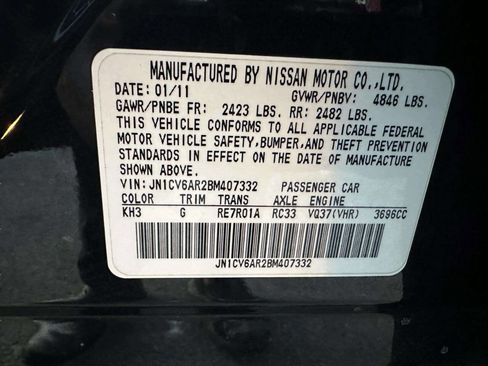 MANUFACTURED BY NISSAN MOTOR CO.,LTD.
DATE: 01/11 GVWR/PNBV: 4846 LBS.
GAWR/PNBE FR: 2423 LBS. RR: 2482 LBS.
THIS VEHICLE CONFORMS TO ALL APPLICABLE FEDERAL
MOTOR VEHICLE SAFETY, BUMPER, AND THEFT PREVENTION
STANDARDS IN EFFECT ON THE DATE OF MANUFACTURE
SHOWN ABOVE.
VIN: JN1CV6AR2BM407332 PASSENGER CAR
COLOR TRIM TRANS AXLE ENGINE
KH3 G RE7R01A RC33 VQ37(VHR) 3696CC
JN1CV6AR2BM407332